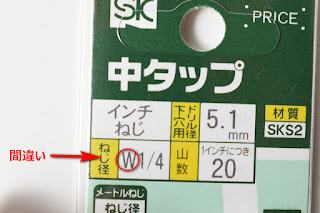 SK
PRICE
中タップ
インチ
ねじ
下穴用
ドリル径
5.1
mm
材質
SKS2
間違い
ねじ径
W1/4
山数
1インチにつき
20
メートルねじ
ねじ径